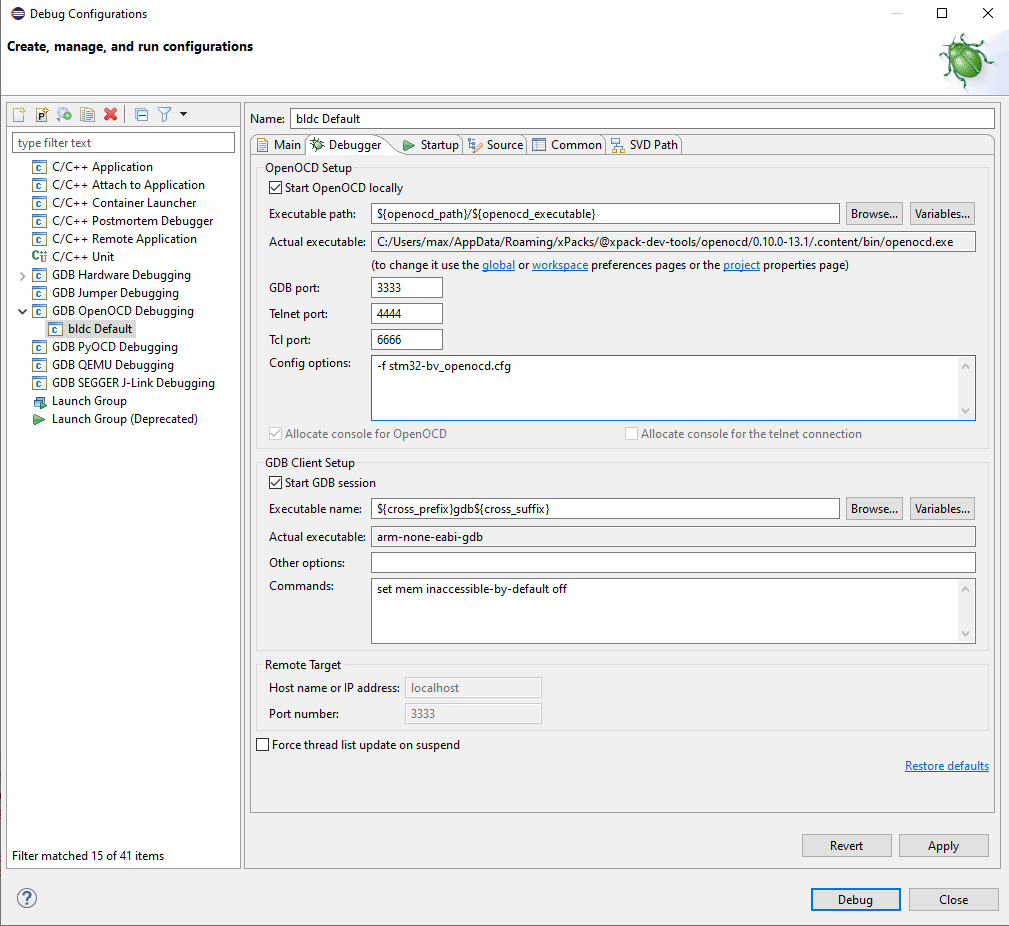 Debug Configurations
Create, manage, and run configurations
type filter text
C/C++ Application
C/C++ Attach to Application
C/C++ Container Launcher
C/C++ Postmortem Debugger
C/C++ Remote Application
C/C++ Unit
GDB Hardware Debugging
GDB Jumper Debugging
GDB OpenOCD Debugging
bldc Default
GDB PyOCD Debugging
GDB QEMU Debugging
GDB SEGGER J-Link Debugging
Launch Group
Launch Group (Deprecated)
Filter matched 15 of 41 items
Name: bldc Default
Main Debugger Startup Source Common SVD Path
OpenOCD Setup
Start OpenOCD locally
Executable path: ${openocd_path}/${openocd_executable} Browse... Variables...
Actual executable: C:/Users/max/AppData/Roaming/xPacks/@xpack-dev-tools/openocd/0.10.0-13.1/.content/bin/openocd.exe
(to change it use the global or workspace preferences pages or the project properties page)
GDB port: 3333
Telnet port: 4444
Tcl port: 6666
Config options: -f stm32-bv_openocd.cfg
Allocate console for OpenOCD Allocate console for the telnet connection
GDB Client Setup
Start GDB session
Executable name: ${cross_prefix}gdb${cross_suffix} Browse... Variables...
Actual executable: arm-none-eabi-gdb
Other options:
Commands: set mem inaccessible-by-default off
Remote Target
Host name or IP address: localhost
Port number: 3333
Force thread list update on suspend
Restore defaults
Revert Apply
? Debug Close